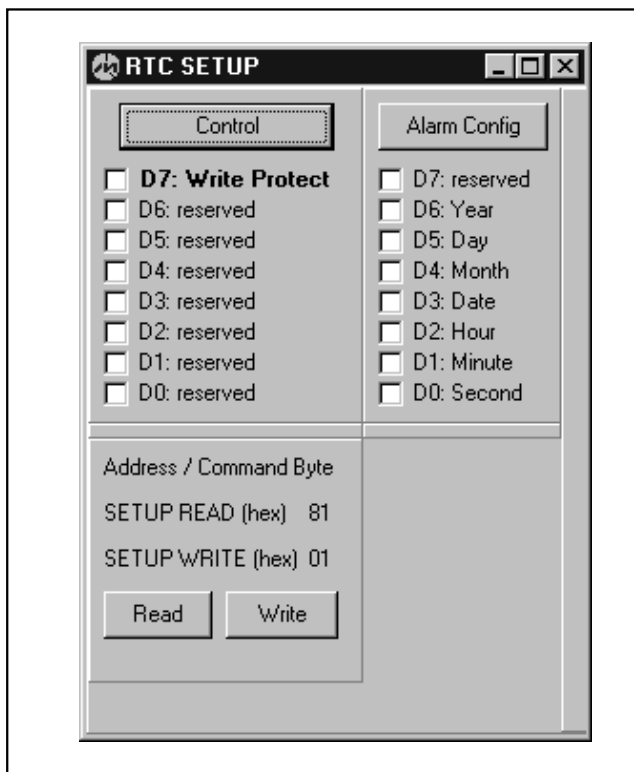 RTC SETUP
Control
D7: Write Protect
D6: reserved
D5: reserved
D4: reserved
D3: reserved
D2: reserved
D1: reserved
D0: reserved
Alarm Config
D7: reserved
D6: Year
D5: Day
D4: Month
D3: Date
D2: Hour
D1: Minute
D0: Second
Address / Command Byte
SETUP READ (hex) 81
SETUP WRITE (hex) 01
Read Write